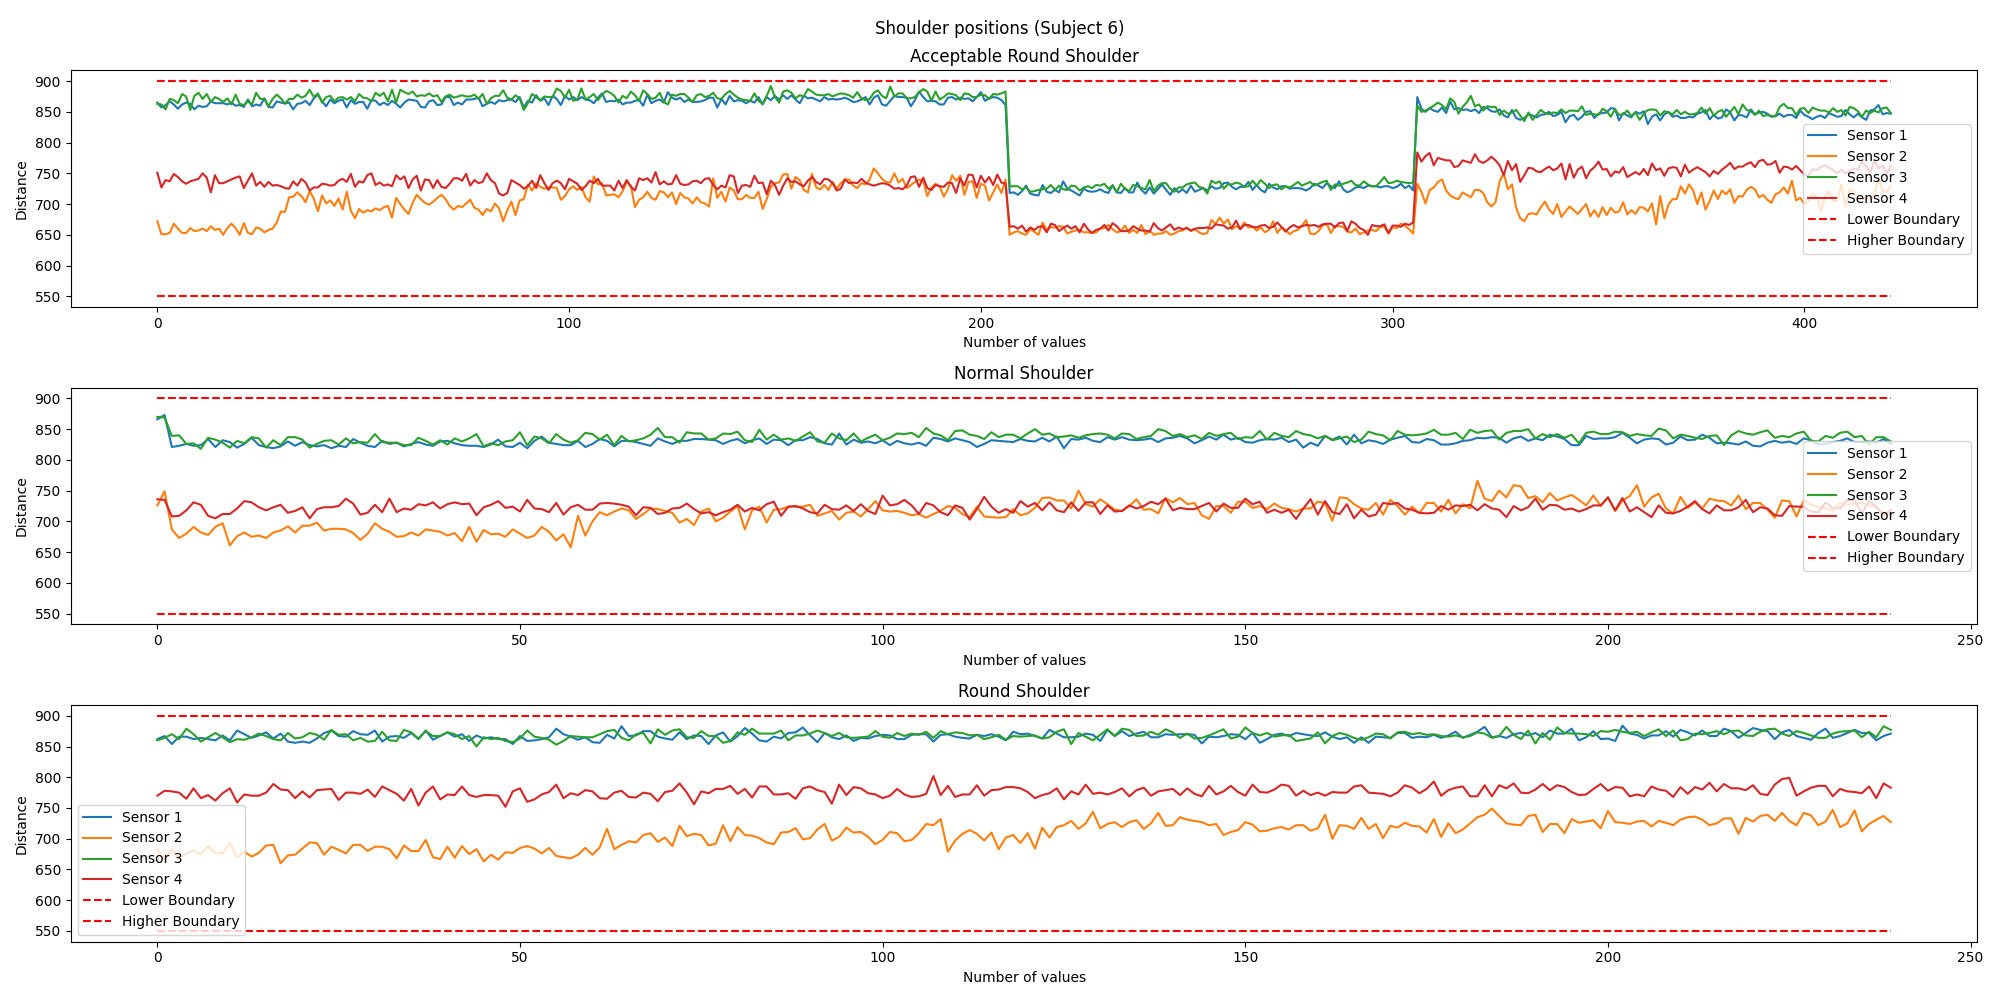 Shoulder positions (Subject 6)
Acceptable Round Shoulder
Distance
900
850
800
750
700
650
600
550
0 100 200 300 400
Number of values
Sensor 1
Sensor 2
Sensor 3
Sensor 4
Lower Boundary
Higher Boundary
Normal Shoulder
Distance
900
850
800
750
700
650
600
550
0 50 100 150 200 250
Number of values
Sensor 1
Sensor 2
Sensor 3
Sensor 4
Lower Boundary
Higher Boundary
Round Shoulder
Distance
900
850
800
750
700
650
600
550
0 50 100 150 200 250
Number of values
Sensor 1
Sensor 2
Sensor 3
Sensor 4
Lower Boundary
Higher Boundary